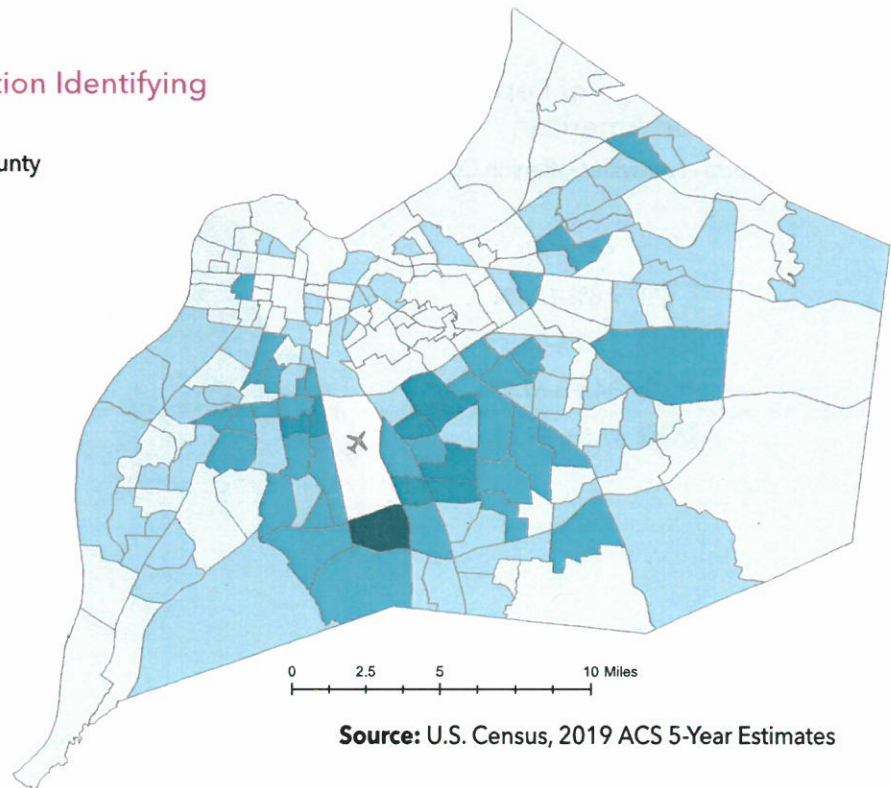 tion Identifying
unty
0 2.5 5 10 Miles
Source: U.S. Census, 2019 ACS 5-Year Estimates